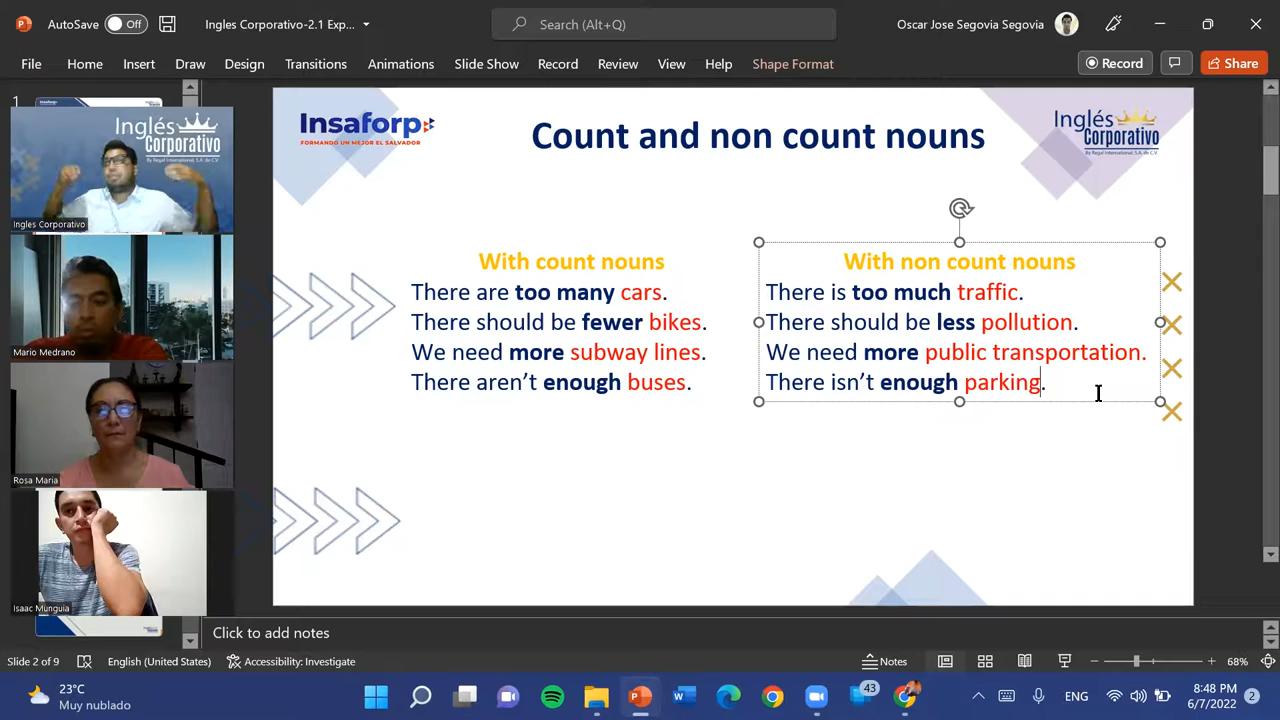 AutoSave Off
Ingles Corporativo-2.1 Exp...
Search (Alt+Q)
Oscar Jose Segovia Segovia
File Home Insert Draw Design Transitions Animations Slide Show Record Review View Help Shape Format
Record
Share
1
Inglés
Corporativo
By Regal International, S.A. de C.V.
Ingles Corporativo
Mario Medrano
Rosa Maria
Isaac Munguia
Insaforp
FORMANDO UN MEJOR EL SALVADOR
Count and non count nouns
Inglés
Corporativo
By Regal International, S.A. de C.V.
With count nouns
There are too many cars.
There should be fewer bikes.
We need more subway lines.
There aren't enough buses.
With non count nouns
There is too much traffic.
There should be less pollution.
We need more public transportation.
There isn't enough parking.
Click to add notes
Slide 2 of 9
English (United States)
Accessibility: Investigate
Notes
68%
23°C
Muy nublado
43
ENG
8:48 PM
6/7/2022
2